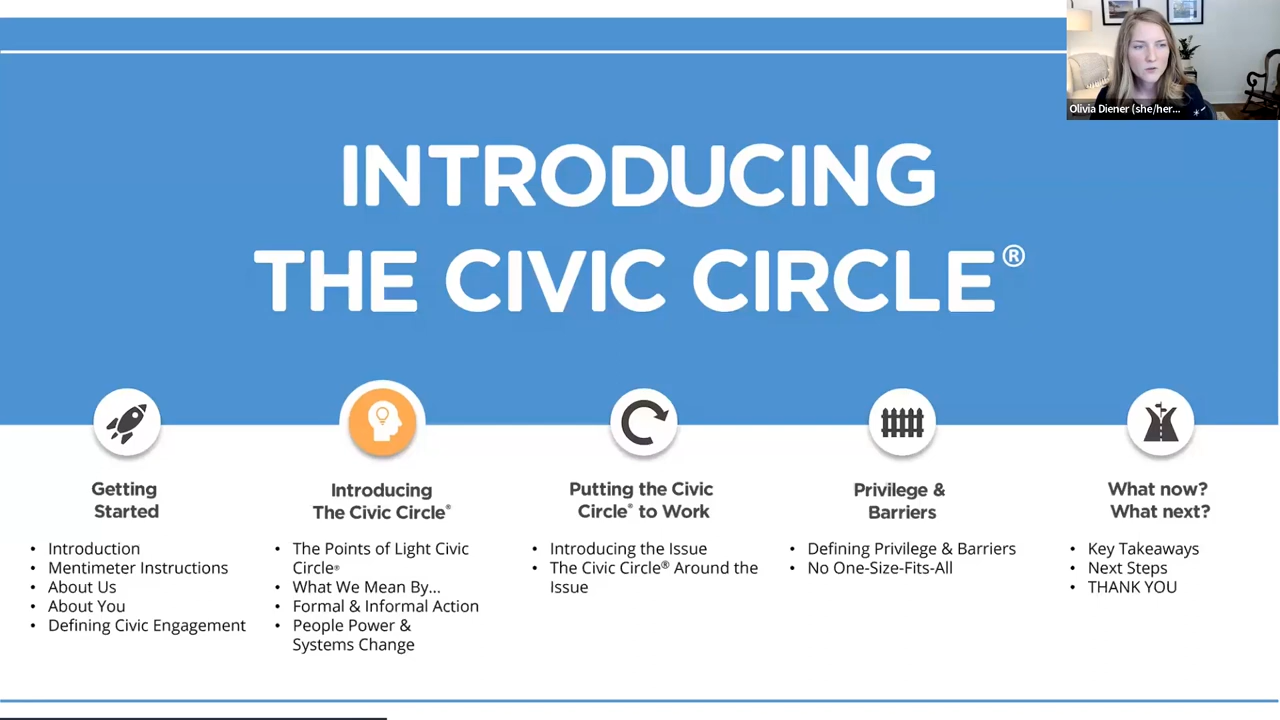 Olivia Diener (she/her...
INTRODUCING
THE CIVIC CIRCLE®
Getting
Started
• Introduction
• Mentimeter Instructions
• About Us
• About You
• Defining Civic Engagement
Introducing
The Civic Circle®
• The Points of Light Civic
Circle®
• What We Mean By...
• Formal & Informal Action
• People Power &
Systems Change
Putting the Civic
Circle® to Work
• Introducing the Issue
• The Civic Circle® Around the
Issue
Privilege &
Barriers
• Defining Privilege & Barriers
• No One-Size-Fits-All
What now?
What next?
• Key Takeaways
• Next Steps
• THANK YOU